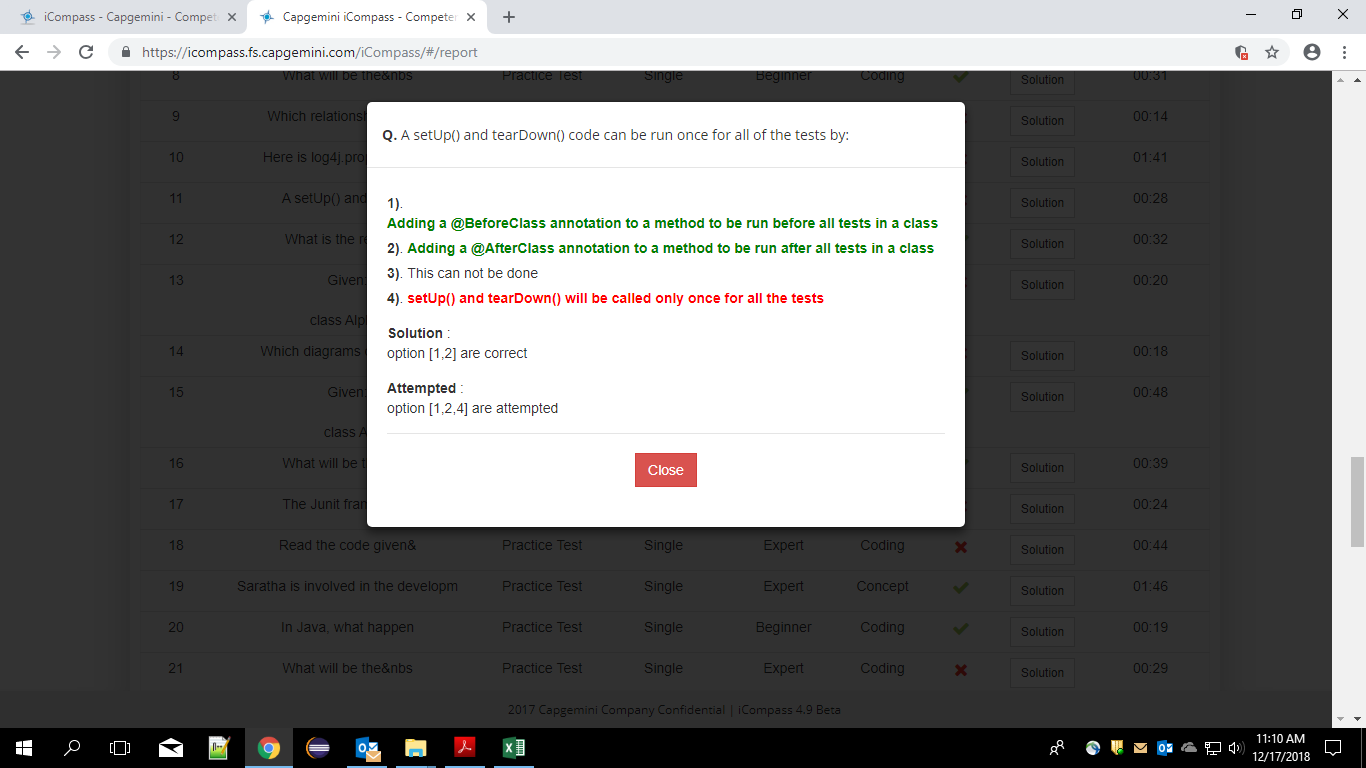 iCompass - Capgemini - Compet
Capgemini iCompass - Competer
https://icompass.fs.capgemini.com/iCompass/#/report
8 What will be the&nbs Practice Test Single Beginner Coding Solution 00:31
9 Which relations Solution 00:14
10 Here is log4j.pro Solution 01:41
11 A setUp() and Solution 00:28
12 What is the re Solution 00:32
13 Given: Solution 00:20
class Alp
14 Which diagrams Solution 00:18
15 Given: Solution 00:48
class A
16 What will be t Solution 00:39
17 The Junit fran Solution 00:24
18 Read the code given& Practice Test Single Expert Coding Solution 00:44
19 Saratha is involved in the developm Practice Test Single Expert Concept Solution 01:46
20 In Java, what happen Practice Test Single Beginner Coding Solution 00:19
21 What will be the&nbs Practice Test Single Expert Coding Solution 00:29
Q. A setUp() and tearDown() code can be run once for all of the tests by:
1).
Adding a @BeforeClass annotation to a method to be run before all tests in a class
2). Adding a @AfterClass annotation to a method to be run after all tests in a class
3). This can not be done
4). setUp() and tearDown() will be called only once for all the tests
Solution :
option [1,2] are correct
Attempted :
option [1,2,4] are attempted
Close
2017 Capgemini Company Confidential | iCompass 4.9 Beta
11:10 AM
12/17/2018